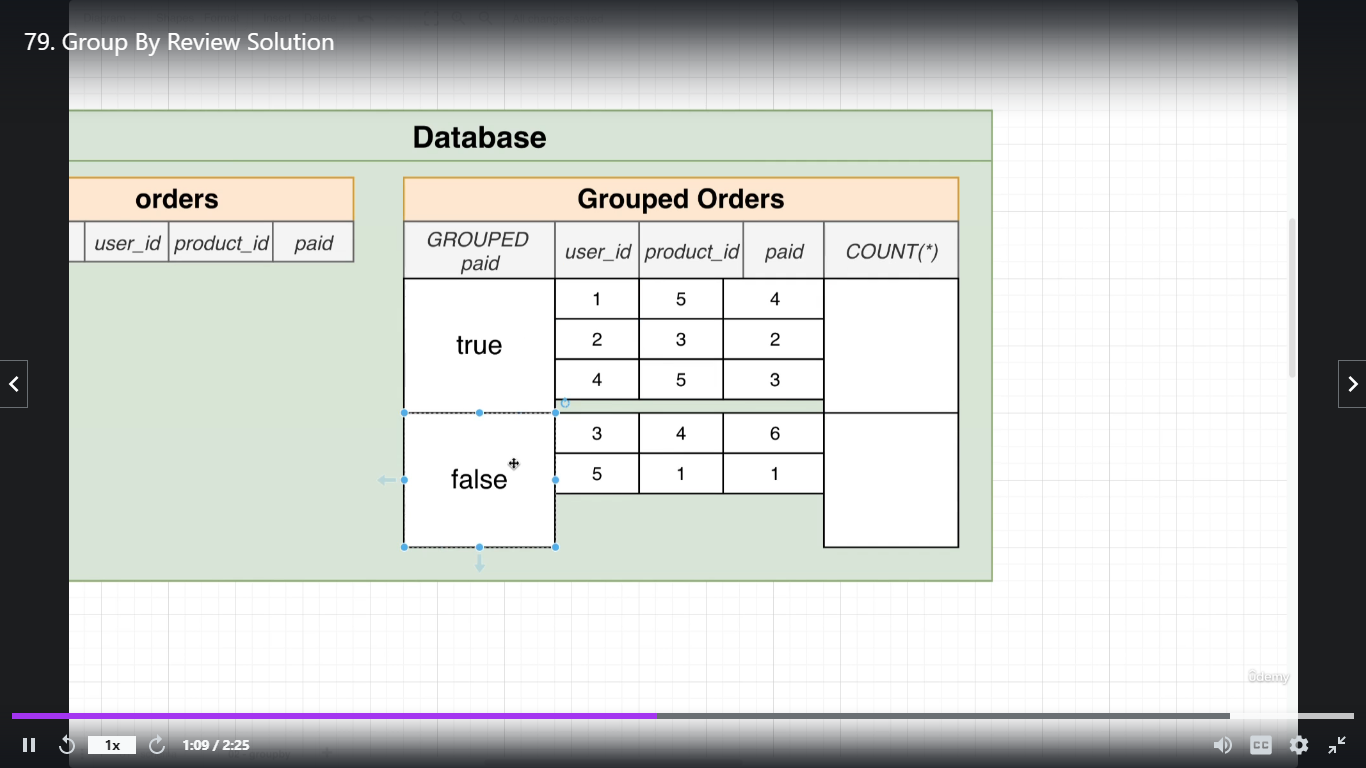 79. Group By Review Solution
Database
orders
user_id product_id paid
Grouped Orders
GROUPED paid user_id product_id paid COUNT(*)
true
1 5 4
2 3 2
4 5 3
false
3 4 6
5 1 1
ûdemy
1x
1:09 / 2:25
CC